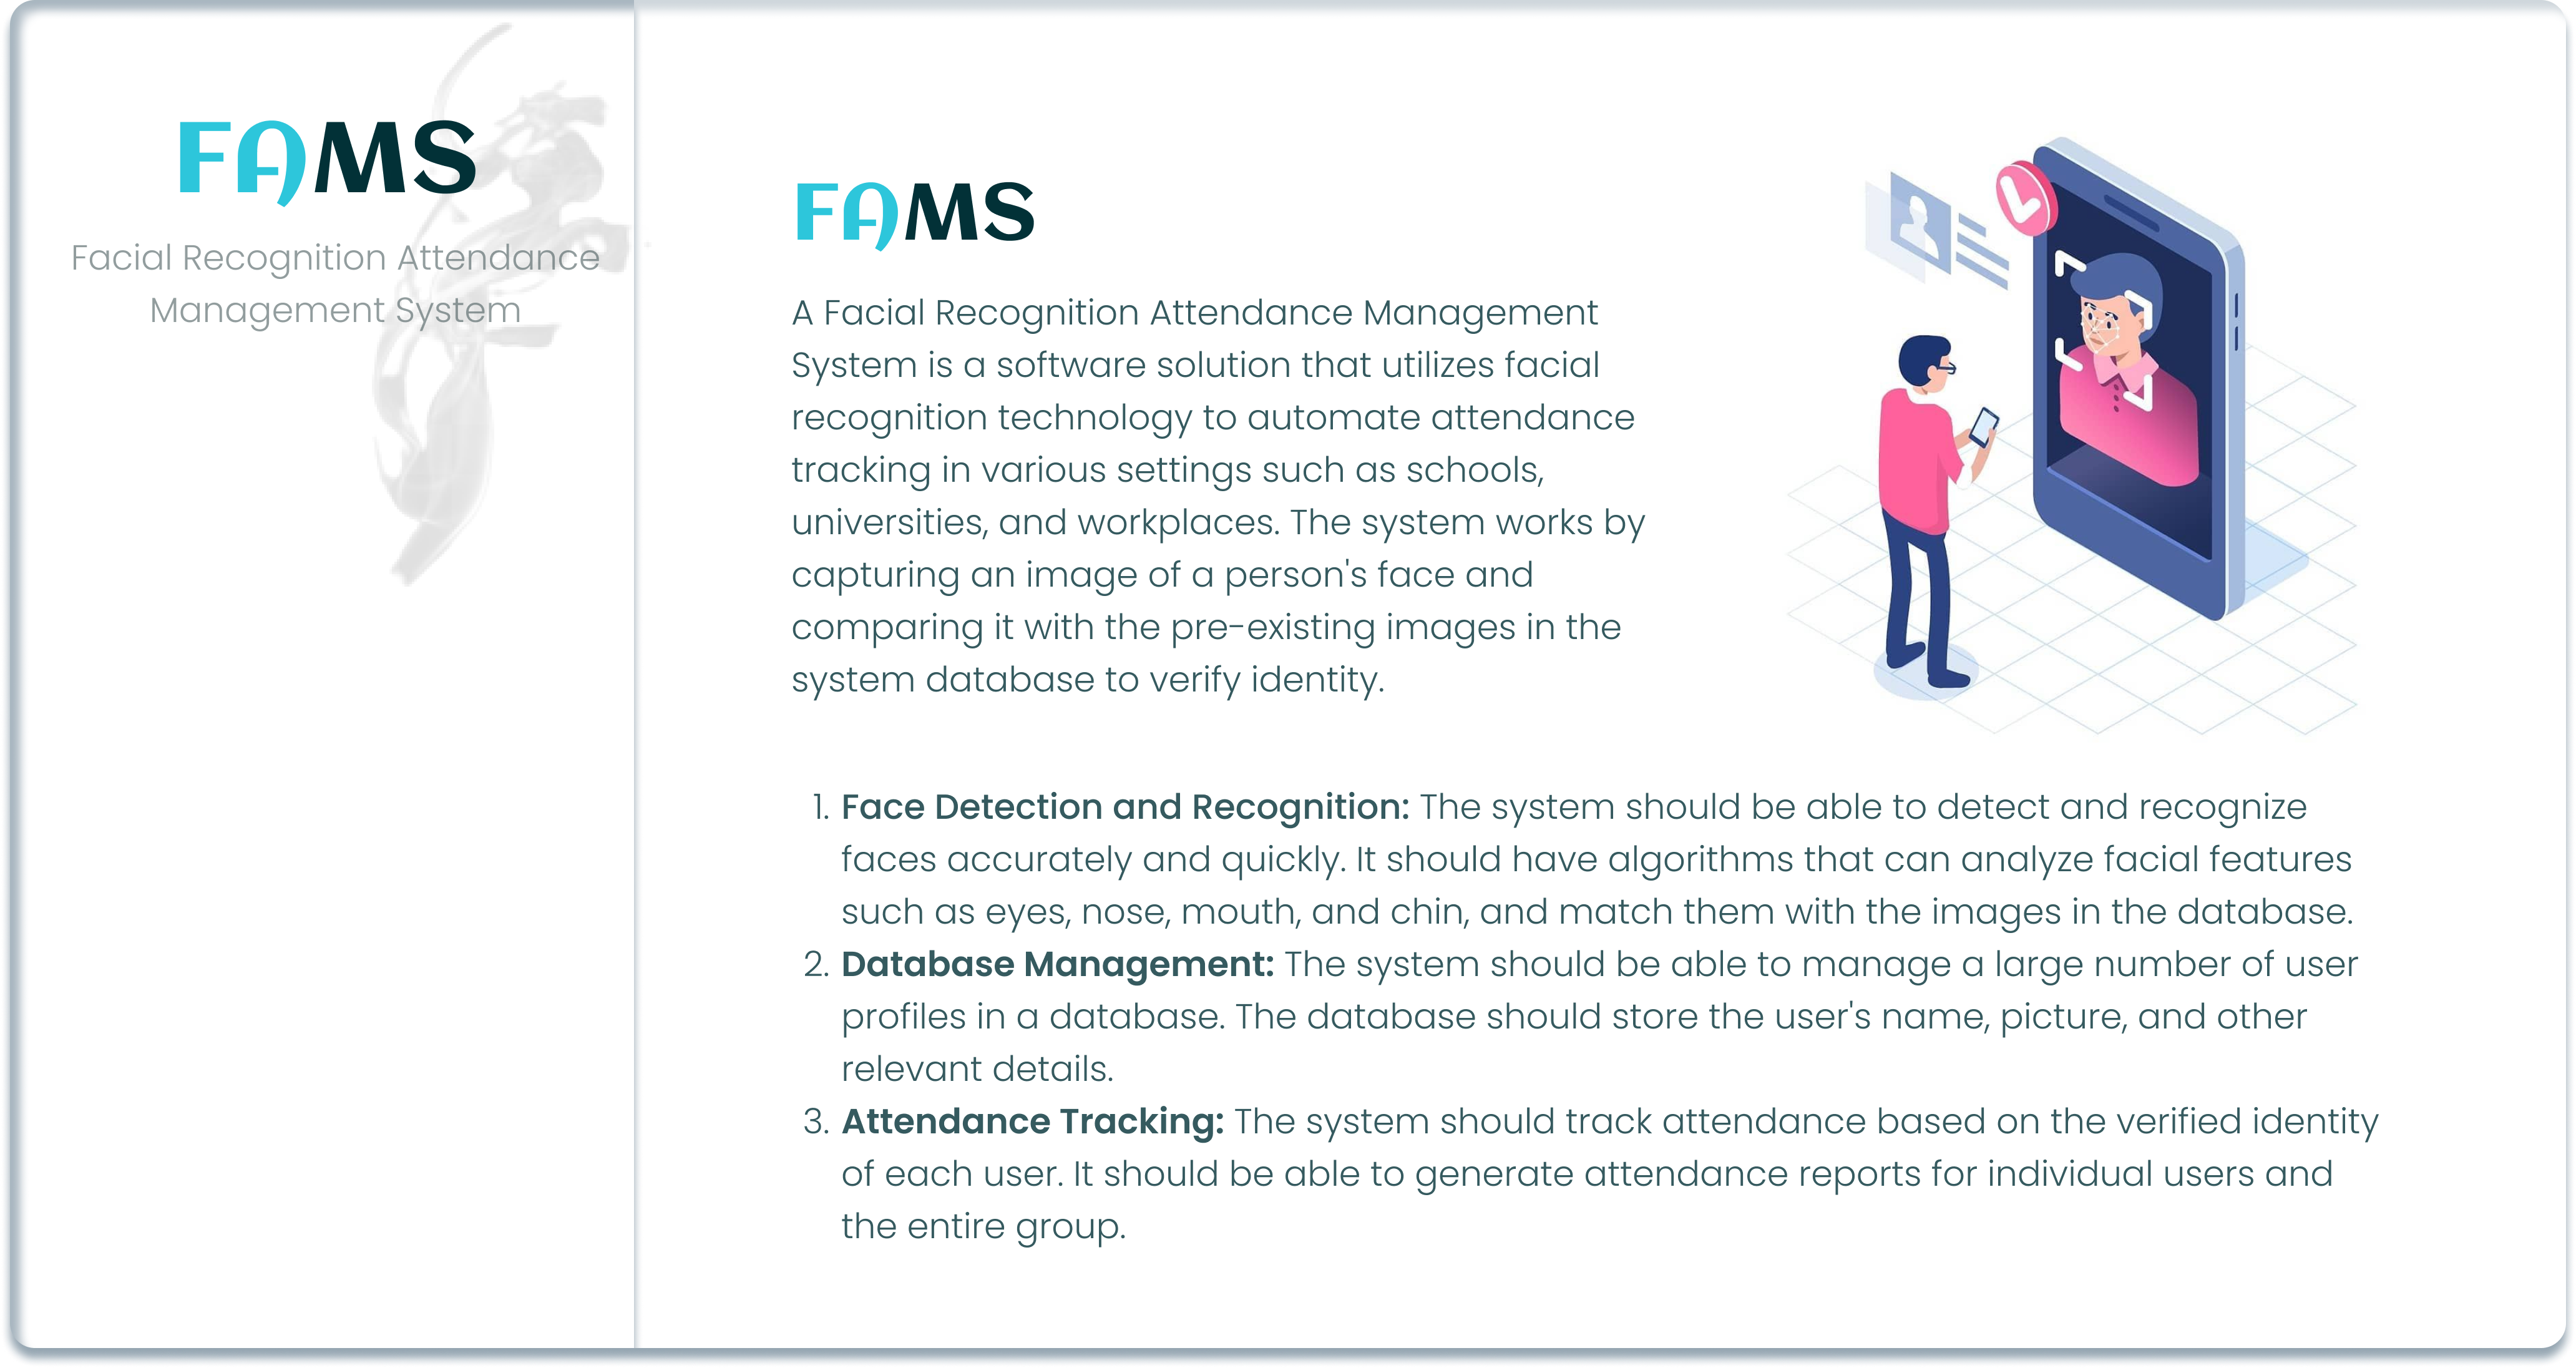 FAMS
Facial Recognition Attendance
Management System
FAMS
A Facial Recognition Attendance Management
System is a software solution that utilizes facial
recognition technology to automate attendance
tracking in various settings such as schools,
universities, and workplaces. The system works by
capturing an image of a person's face and
comparing it with the pre-existing images in the
system database to verify identity.
1. Face Detection and Recognition: The system should be able to detect and recognize
faces accurately and quickly. It should have algorithms that can analyze facial features
such as eyes, nose, mouth, and chin, and match them with the images in the database.
2. Database Management: The system should be able to manage a large number of user
profiles in a database. The database should store the user's name, picture, and other
relevant details.
3. Attendance Tracking: The system should track attendance based on the verified identity
of each user. It should be able to generate attendance reports for individual users and
the entire group.